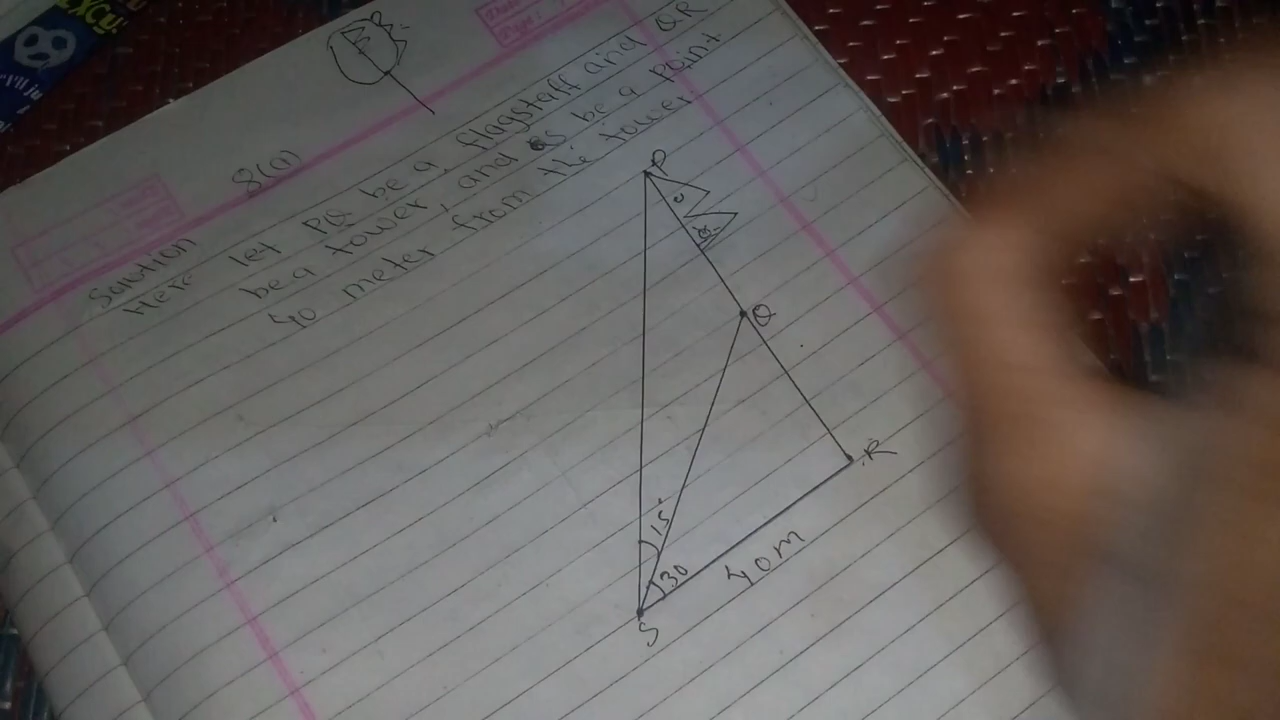 8(a)
Solution
Here let PQ be a flagstaff and QR
be a tower, and s be a point
40 meter from the tower
P
Q
R
15°
30
40m
S